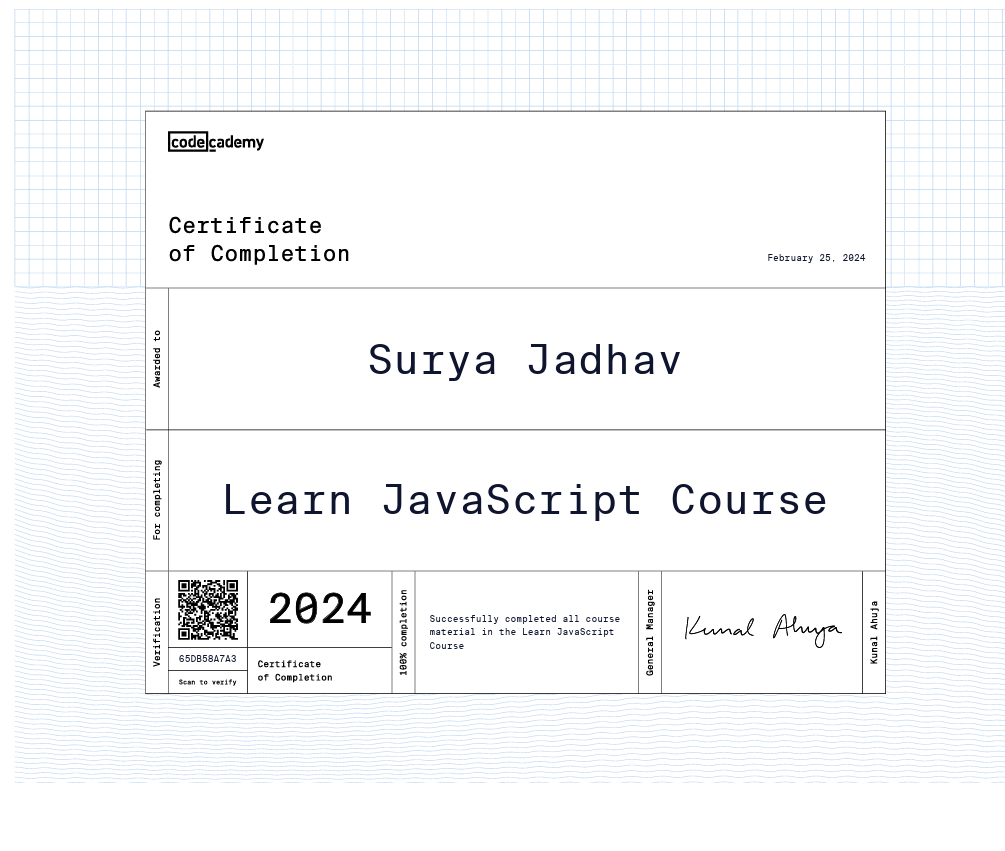 codecademy
Certificate
of Completion
February 25, 2024
Awarded to
Surya Jadhav
For completing
Learn JavaScript Course
Verification
65DB58A7A3
Scan to verify
2024
Certificate
of Completion
100% completion
Successfully completed all course
material in the Learn JavaScript
Course
General Manager
Kunal Ahuja
Kunal Ahuja